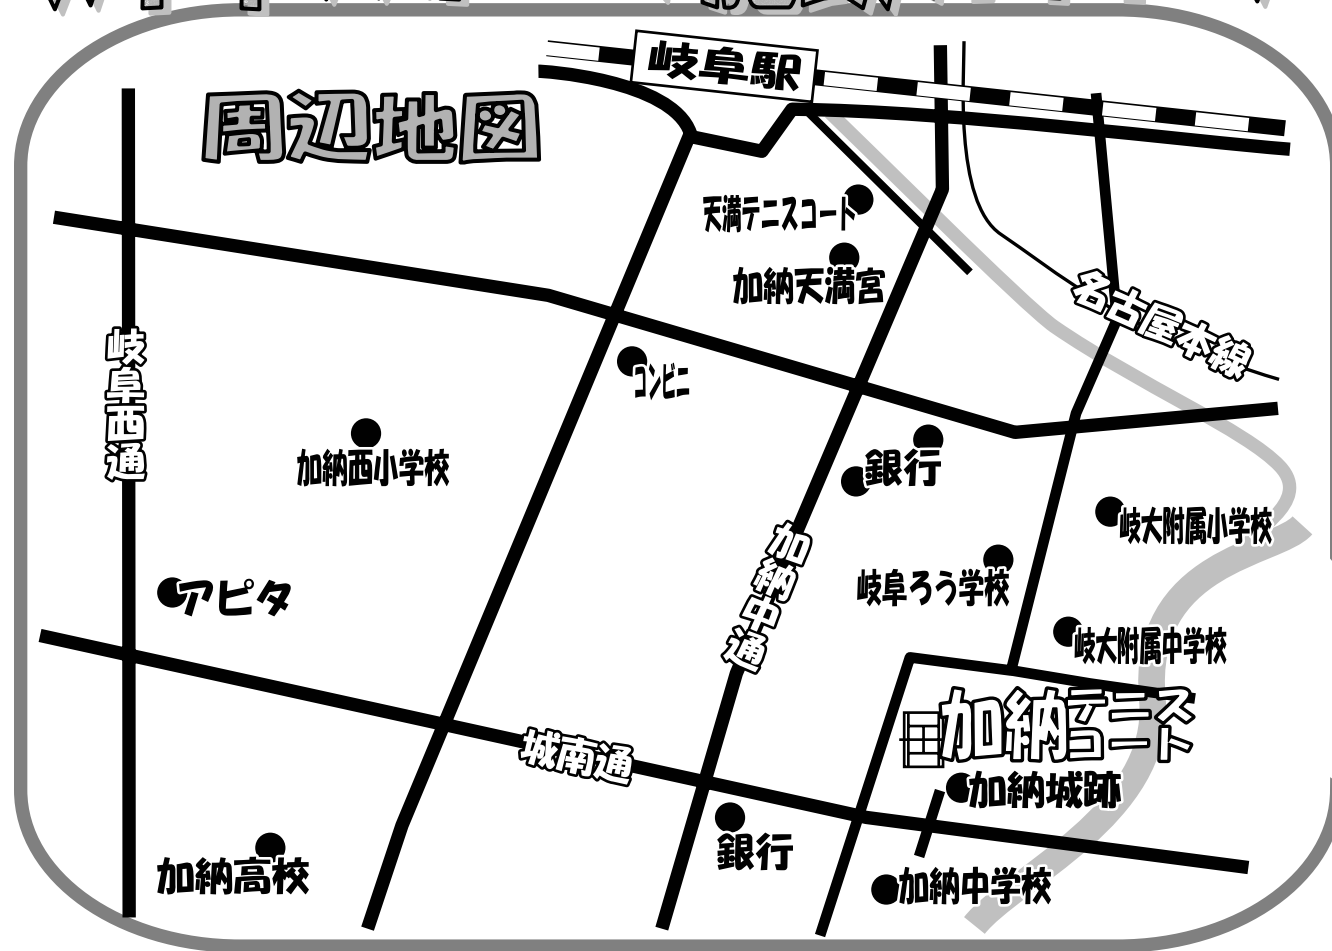 岐阜駅
周辺地図
天満テニスコート
加納天満宮
名古屋本線
岐阜西通
コンビニ
加納西小学校
銀行
岐大附属小学校
加納中通
岐阜ろう学校
アピタ
岐大附属中学校
加納テニスコート
城南通
加納城跡
銀行
加納高校
加納中学校